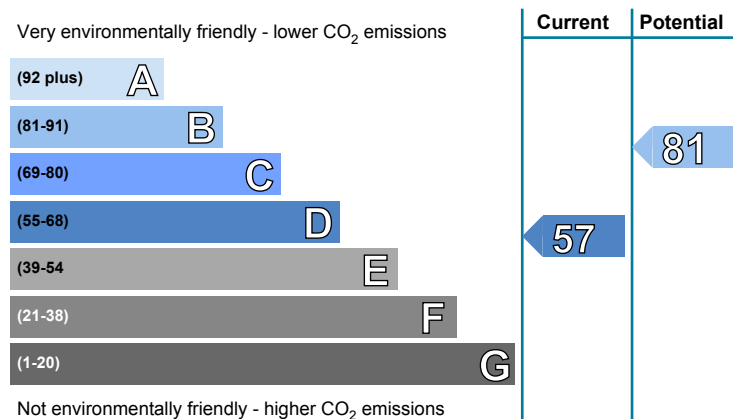 Very environmentally friendly - lower CO₂ emissions
Current
Potential
(92 plus) A
(81-91) B
(69-80) C
(55-68) D
(39-54 E
(21-38) F
(1-20) G
81
57
Not environmentally friendly - higher CO₂ emissions